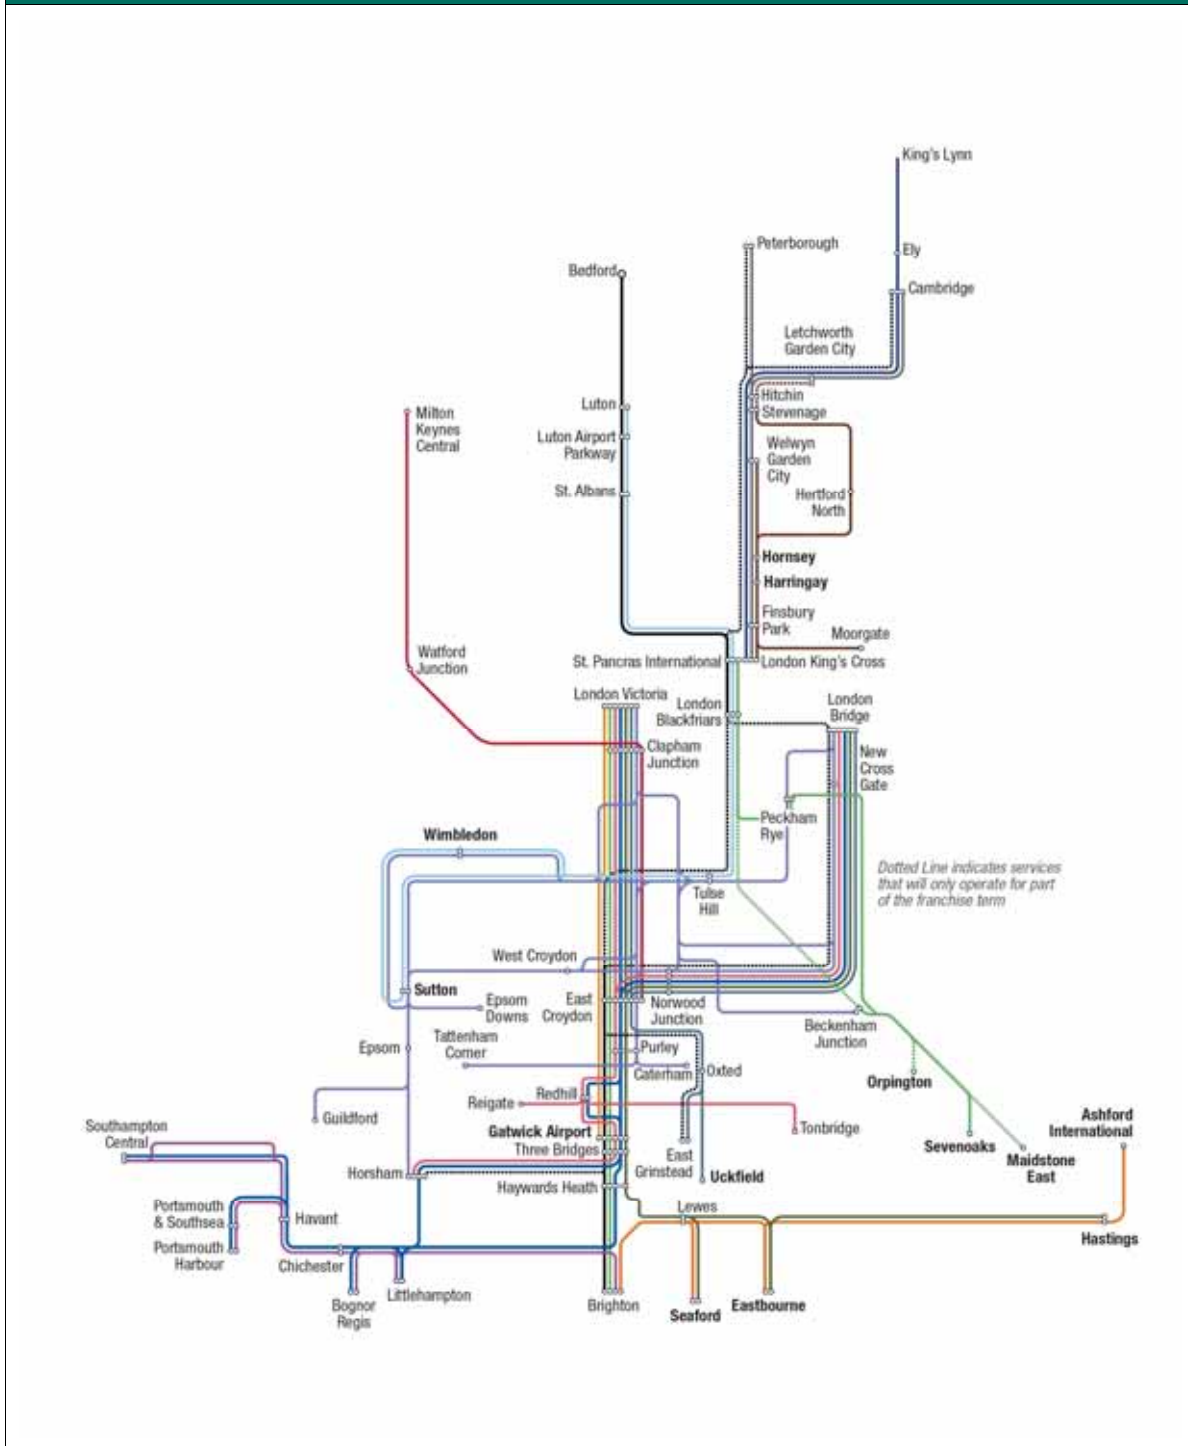 King's Lynn
Peterborough
Ely
Bedford
Cambridge
Letchworth
Garden City
Hitchin
Stevenage
Luton
Milton
Keynes
Central
Luton Airport
Parkway
Welwyn
Garden
City
St. Albans
Hertford
North
Hornsey
Harringay
Finsbury
Park
Moorgate
Watford
Junction
St. Pancras International
London King's Cross
London Victoria
London
Blackfriars
London
Bridge
Clapham
Junction
New
Cross
Gate
Peckham
Rye
Wimbledon
Dotted Line indicates services
that will only operate for part
of the franchise term
Tulse
Hill
West Croydon
Sutton
Epsom
Downs
East
Croydon
Norwood
Junction
Beckenham
Junction
Tattenham
Corner
Epsom
Purley
Caterham
Oxted
Orpington
Redhill
Reigate
Guildford
Tonbridge
Ashford
International
Southampton
Central
Gatwick Airport
Three Bridges
Sevenoaks
Maidstone
East
East
Grinstead
Uckfield
Horsham
Haywards Heath
Portsmouth
& Southsea
Havant
Lewes
Portsmouth
Harbour
Hastings
Chichester
Littlehampton
Bognor
Regis
Brighton
Seaford
Eastbourne